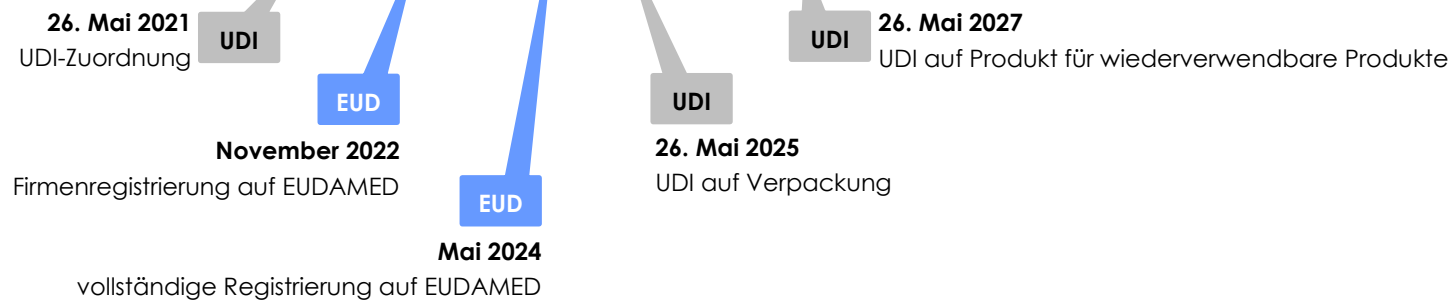 26. Mai 2021
UDI-Zuordnung
UDI
EUD
November 2022
Firmenregistrierung auf EUDAMED
EUD
Mai 2024
vollständige Registrierung auf EUDAMED
UDI
26. Mai 2025
UDI auf Verpackung
UDI
26. Mai 2027
UDI auf Produkt für wiederverwendbare Produkte